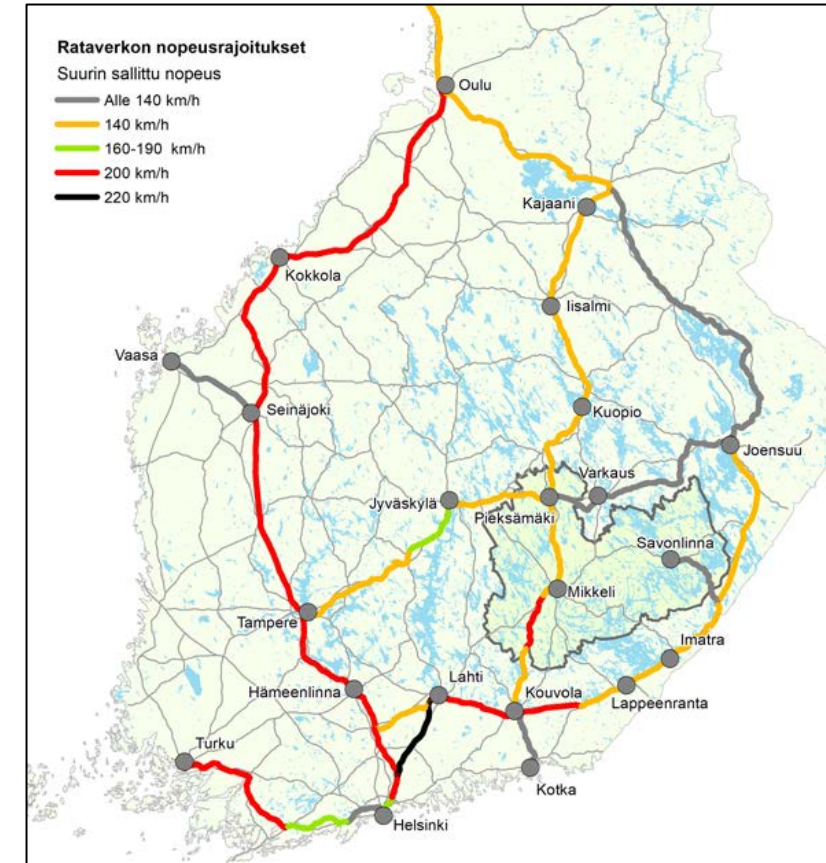 Rataverkon nopeusrajoitukset
Suurin sallittu nopeus
Alle 140 km/h
140 km/h
160-190 km/h
200 km/h
220 km/h
Oulu
Kajaani
Kokkola
Iisalmi
Vaasa
Seinäjoki
Kuopio
Joensuu
Varkaus
Jyväskylä
Pieksämäki
Savonlinna
Mikkeli
Tampere
Imatra
Lahti
Hämeenlinna
Kouvola
Lappeenranta
Turku
Kotka
Helsinki